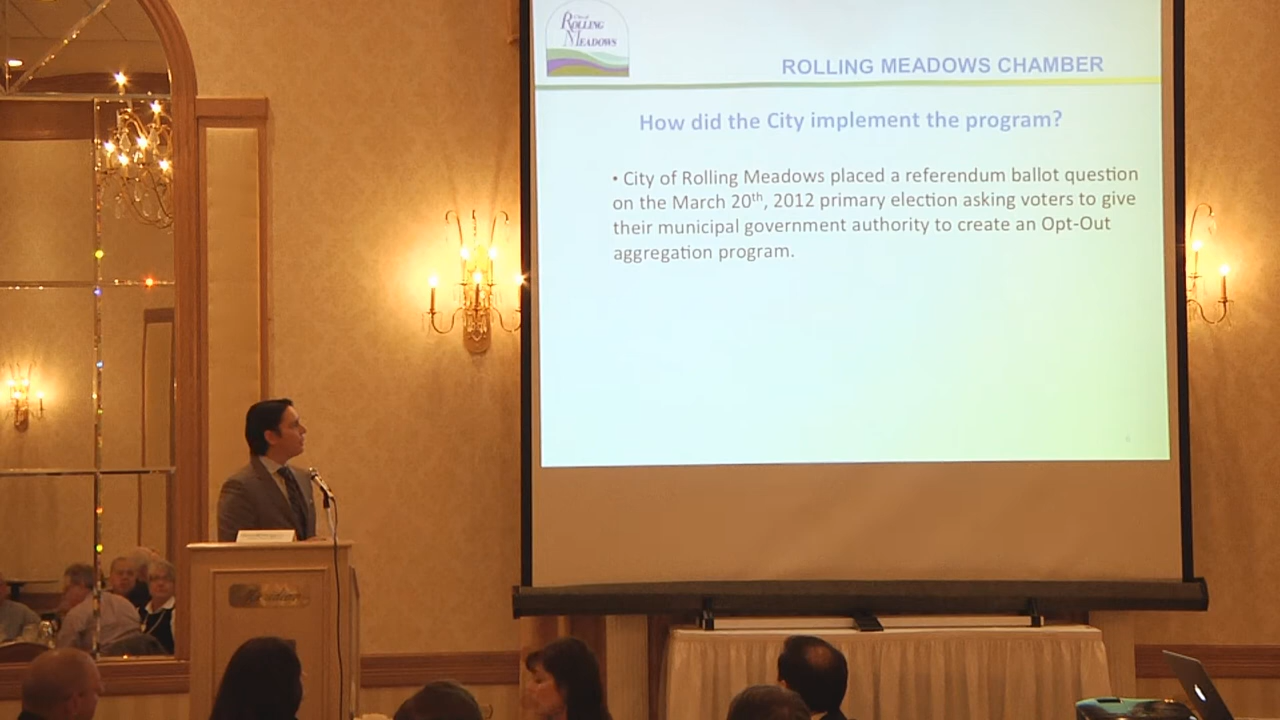 City of
ROLLING
MEADOWS
ROLLING MEADOWS CHAMBER
How did the City implement the program?
• City of Rolling Meadows placed a referendum ballot question
on the March 20th, 2012 primary election asking voters to give
their municipal government authority to create an Opt-Out
aggregation program.
Meridian